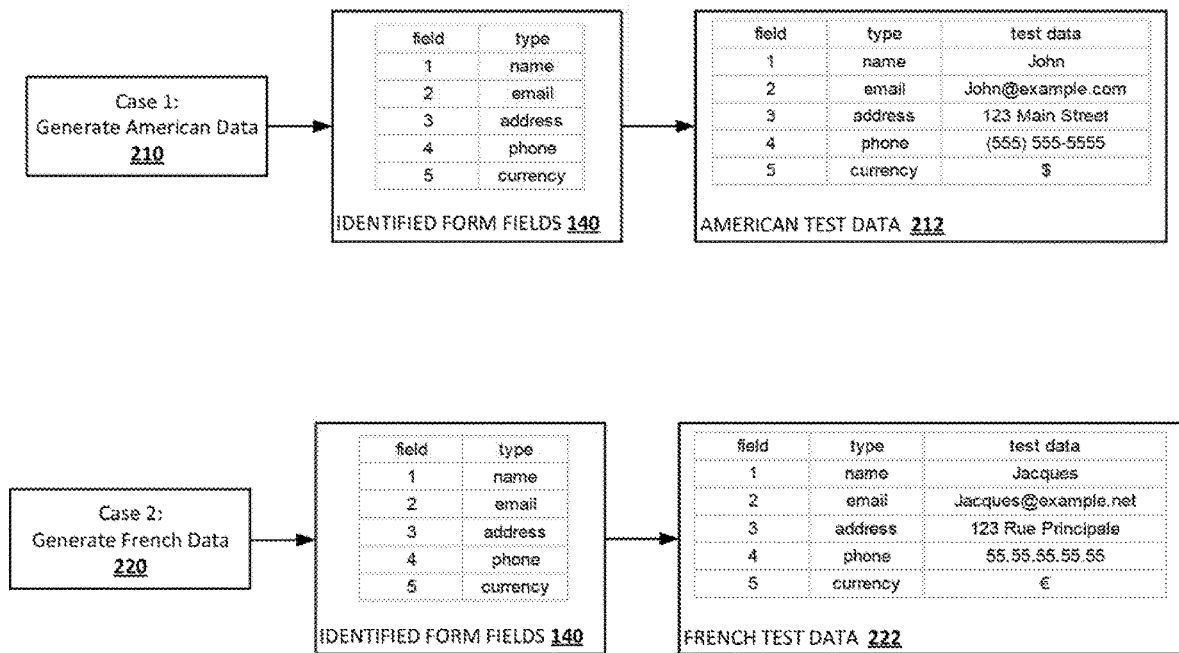 Case 1:
Generate American Data
210
field type
1 name
2 email
3 address
4 phone
5 currency
IDENTIFIED FORM FIELDS 140
field type test data
1 name John
2 email John@example.com
3 address 123 Main Street
4 phone (555) 555-5555
5 currency $
AMERICAN TEST DATA 212
Case 2:
Generate French Data
220
field type
1 name
2 email
3 address
4 phone
5 currency
IDENTIFIED FORM FIELDS 140
field type test data
1 name Jacques
2 email Jacques@example.net
3 address 123 Rue Principale
4 phone 55.55.55.55.55
5 currency €
FRENCH TEST DATA 222